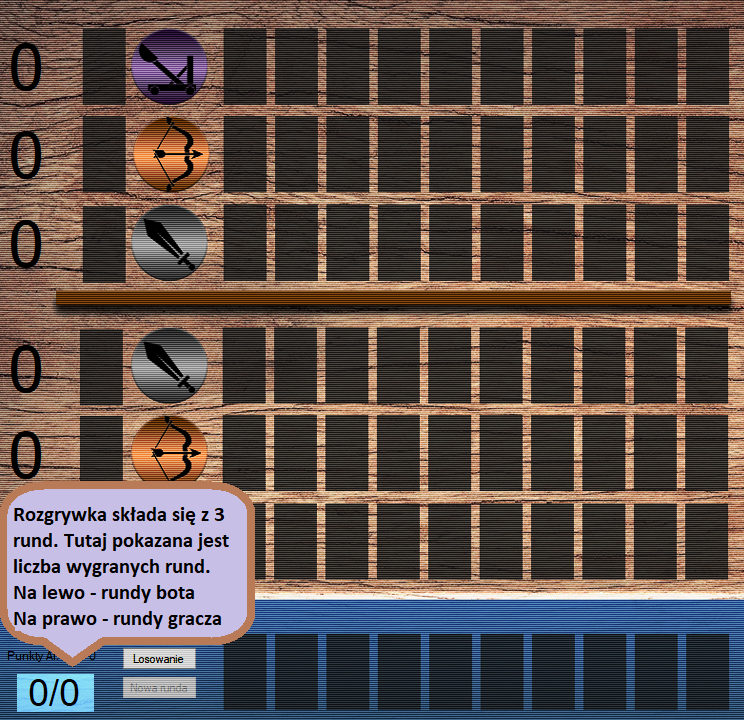 0
0
0
0
0
Rozgrywka składa się z 3
rund. Tutaj pokazana jest
liczba wygranych rund.
Na lewo - rundy bota
Na prawo - rundy gracza
Punkty
Losowanie
0/0
Nowa runda